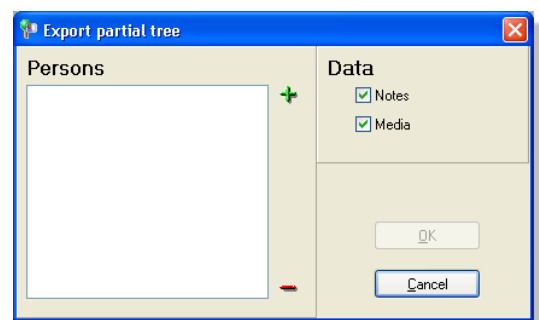 Export partial tree
Persons
Data
Notes
Media
OK
Cancel